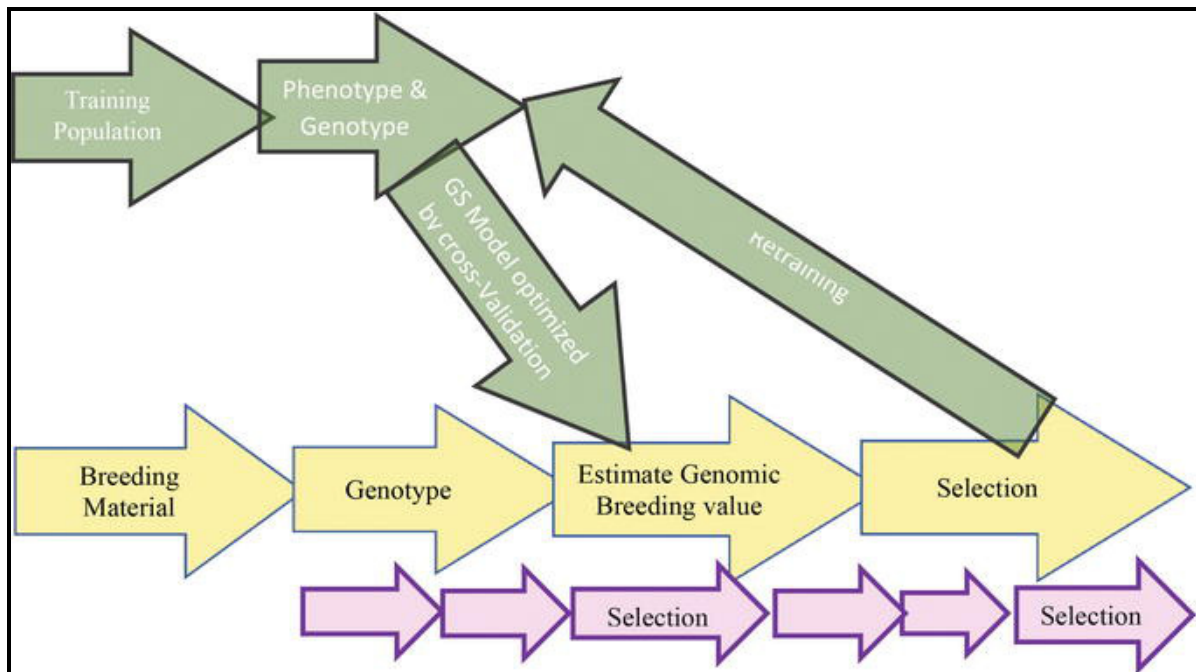 Training
Population
Phenotype &
Genotype
GS Model optimized
by cross-Validation
Retraining
Breeding
Material
Genotype
Estimate Genomic
Breeding value
Selection
Selection
Selection